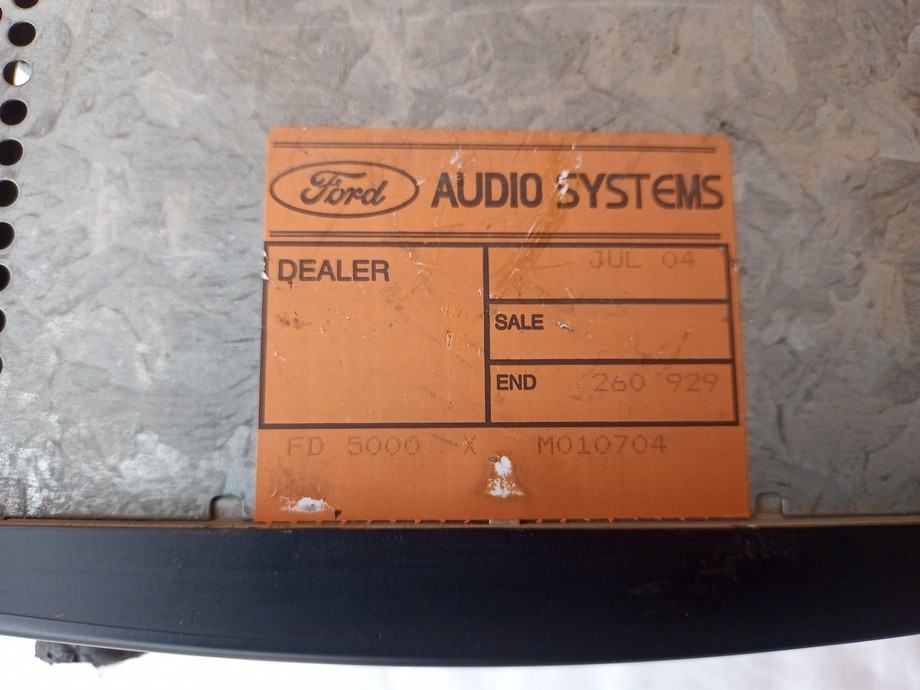 Ford AUDIO SYSTEMS
DEALER
JUL 04
SALE
END 260 929
FD 5000 X M010704